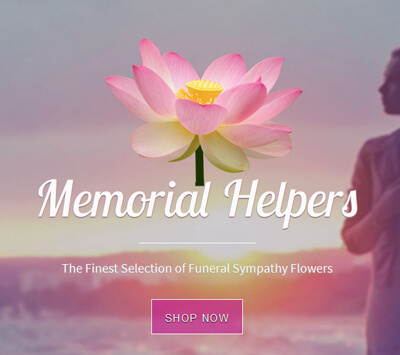 Memorial Helpers
The Finest Selection of Funeral Sympathy Flowers
SHOP NOW